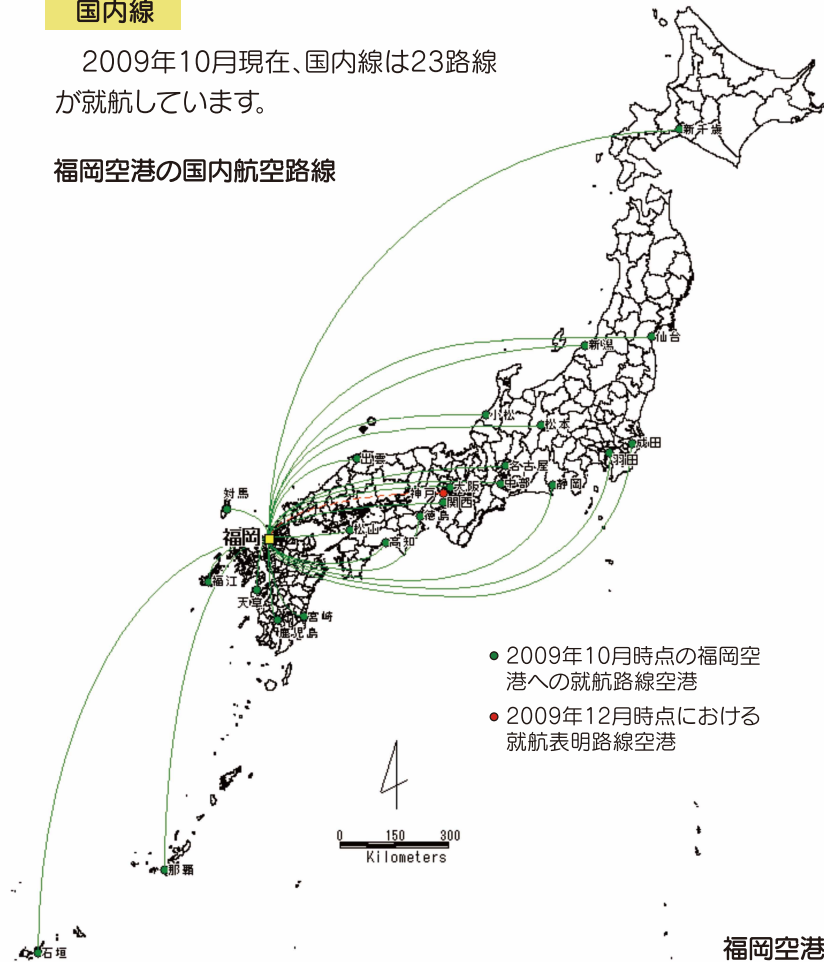 国内線
2009年10月現在、国内線は23路線
が就航しています。
福岡空港の国内航空路線
新千歳
仙台
新潟
小松
松本
成田
羽田
出雲
名古屋
神戸
大阪
中部
静岡
関西
対馬
徳島
福岡
松山
高知
福江
天草
宮崎
鹿児島
2009年10月時点の福岡空
港への就航路線空港
2009年12月時点における
就航表明路線空港
0 150 300
Kilometers
那覇
石垣
福岡空港